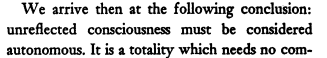 We arrive then at the following conclusion:
unreflected consciousness must be considered
autonomous. It is a totality which needs no com-